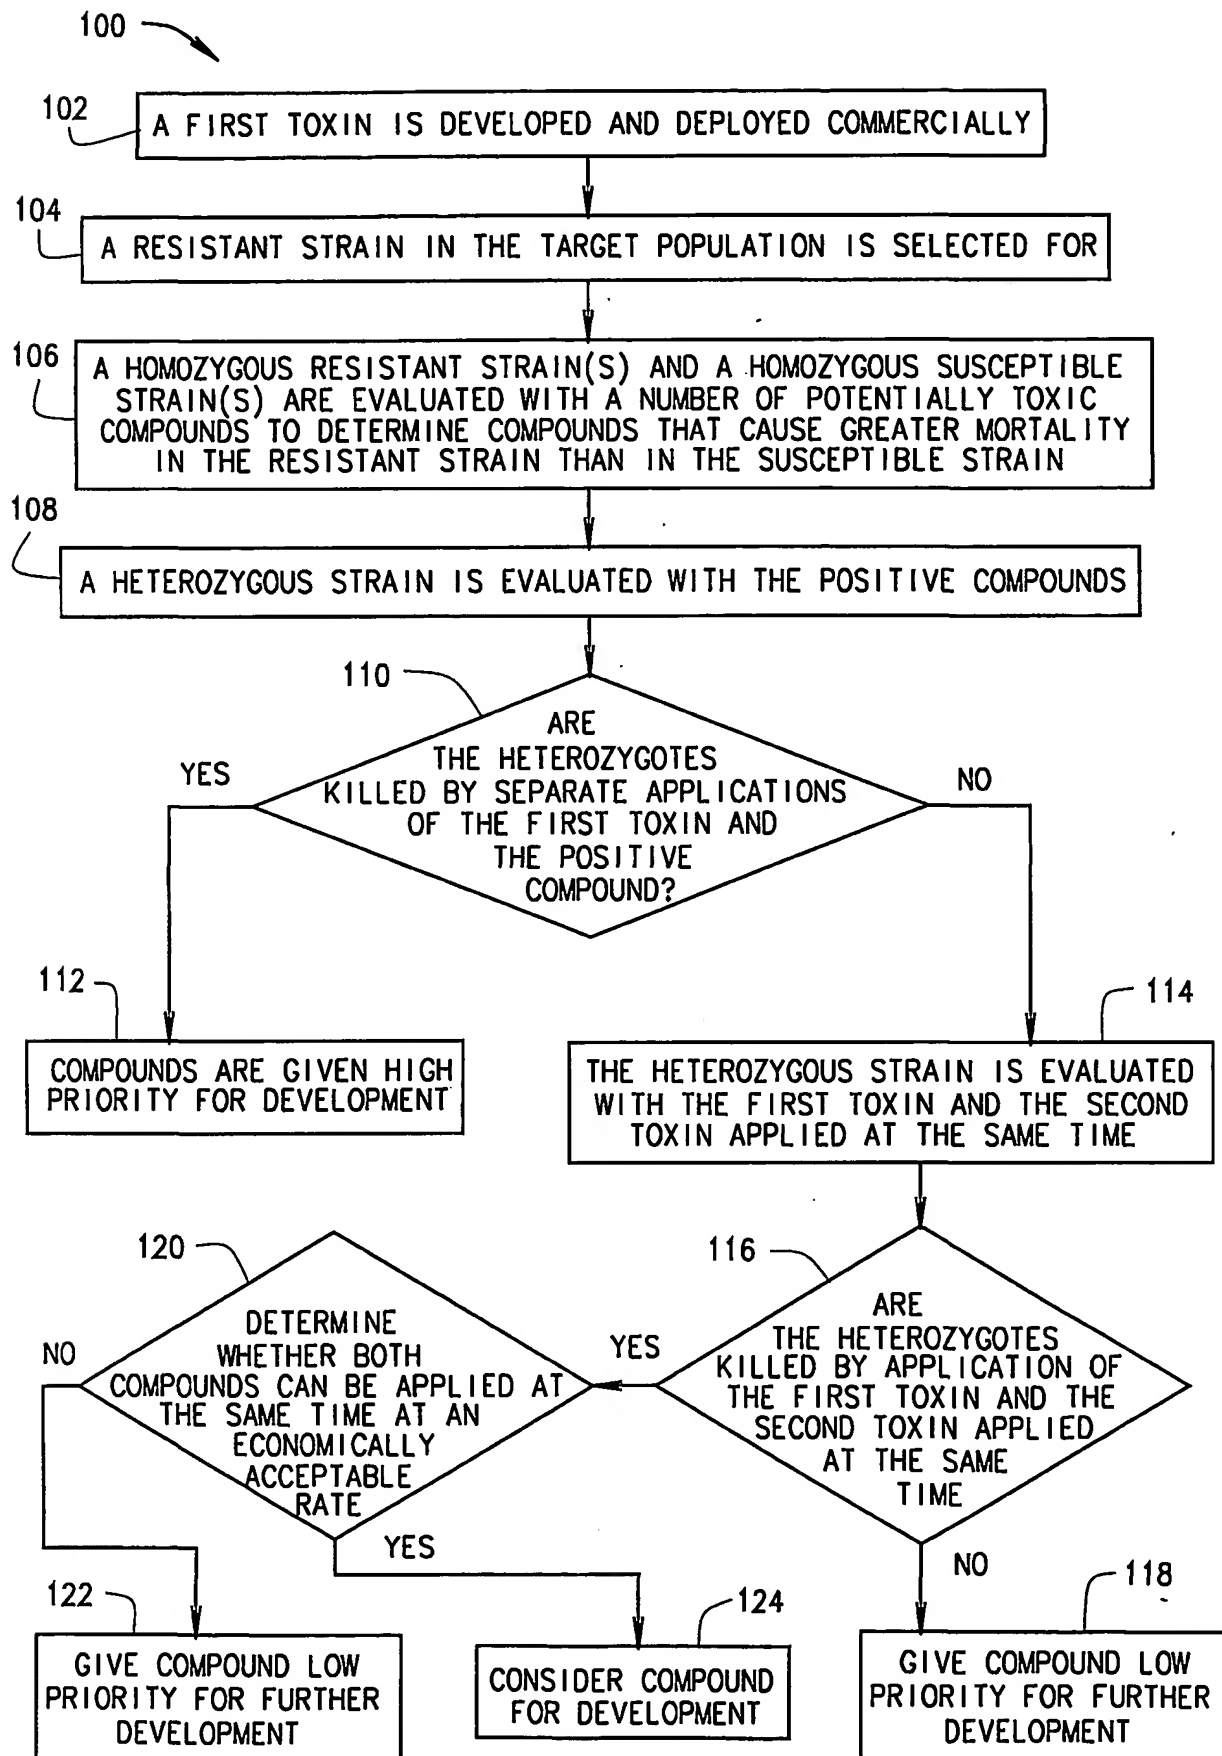 100
102
A FIRST TOXIN IS DEVELOPED AND DEPLOYED COMMERCIALLY
104
A RESISTANT STRAIN IN THE TARGET POPULATION IS SELECTED FOR
106
A HOMOZYGOUS RESISTANT STRAIN(S) AND A HOMOZYGOUS SUSCEPTIBLE
STRAIN(S) ARE EVALUATED WITH A NUMBER OF POTENTIALLY TOXIC
COMPOUNDS TO DETERMINE COMPOUNDS THAT CAUSE GREATER MORTALITY
IN THE RESISTANT STRAIN THAN IN THE SUSCEPTIBLE STRAIN
108
A HETEROZYGOUS STRAIN IS EVALUATED WITH THE POSITIVE COMPOUNDS
110
ARE
THE HETEROZYGOTES
KILLED BY SEPARATE APPLICATIONS
OF THE FIRST TOXIN AND
THE POSITIVE
COMPOUND?
YES
NO
112
COMPOUNDS ARE GIVEN HIGH
PRIORITY FOR DEVELOPMENT
114
THE HETEROZYGOUS STRAIN IS EVALUATED
WITH THE FIRST TOXIN AND THE SECOND
TOXIN APPLIED AT THE SAME TIME
116
ARE
THE HETEROZYGOTES
KILLED BY APPLICATION OF
THE FIRST TOXIN AND THE
SECOND TOXIN APPLIED
AT THE SAME
TIME
YES
NO
120
DETERMINE
WHETHER BOTH
COMPOUNDS CAN BE APPLIED AT
THE SAME TIME AT AN
ECONOMICALLY
ACCEPTABLE
RATE
NO
YES
122
GIVE COMPOUND LOW
PRIORITY FOR FURTHER
DEVELOPMENT
124
CONSIDER COMPOUND
FOR DEVELOPMENT
118
GIVE COMPOUND LOW
PRIORITY FOR FURTHER
DEVELOPMENT